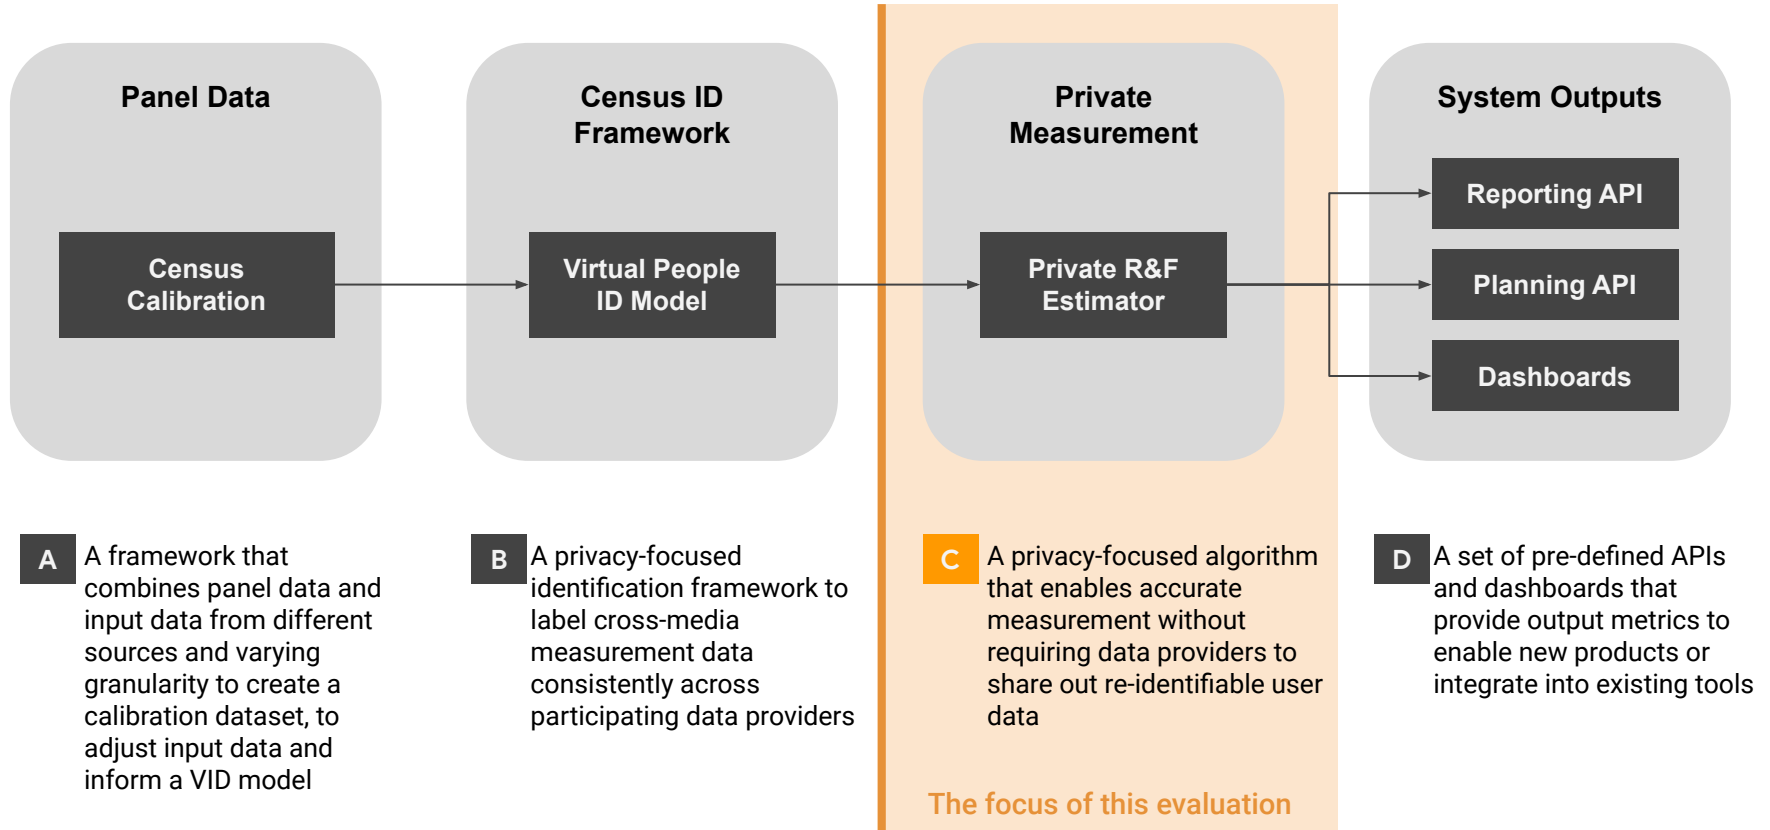 Panel Data
Census
Calibration
Census ID
Framework
Virtual People
ID Model
Private
Measurement
Private R&F
Estimator
System Outputs
Reporting API
Planning API
Dashboards
A
A framework that
combines panel data and
input data from different
sources and varying
granularity to create a
calibration dataset, to
adjust input data and
inform a VID model
B
A privacy-focused
identification framework to
label cross-media
measurement data
consistently across
participating data providers
C
A privacy-focused algorithm
that enables accurate
measurement without
requiring data providers to
share out re-identifiable user
data
The focus of this evaluation
D
A set of pre-defined APIs
and dashboards that
provide output metrics to
enable new products or
integrate into existing tools